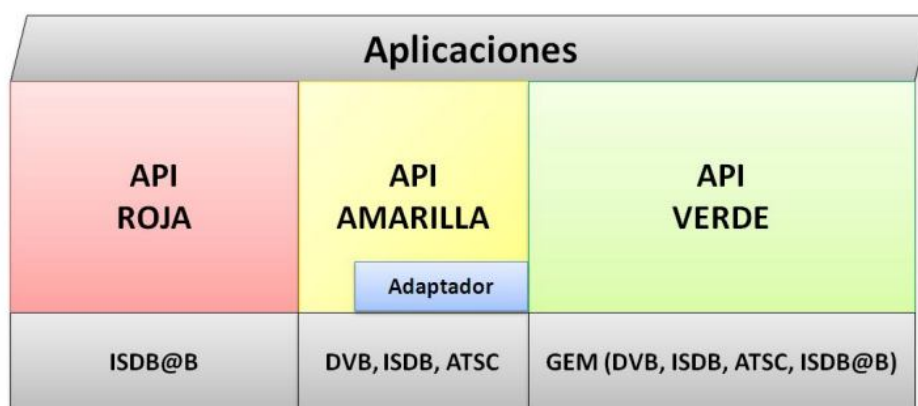 Aplicaciones
API
ROJA
API
AMARILLA
Adaptador
API
VERDE
ISDB@B
DVB, ISDB, ATSC
GEM (DVB, ISDB, ATSC, ISDB@B)